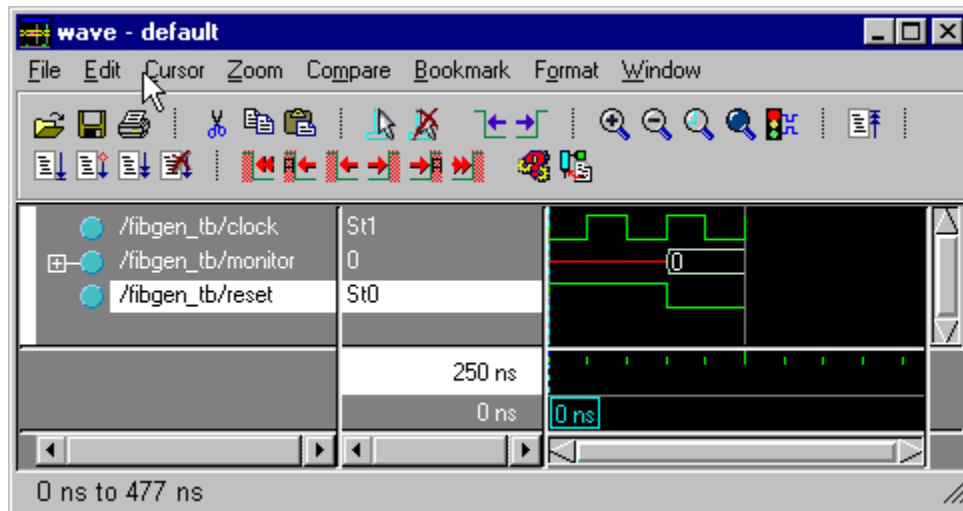 wave - default
File Edit Cursor Zoom Compare Bookmark Format Window
/fibgen_tb/clock St1
/fibgen_tb/monitor 0 0
/fibgen_tb/reset St0
250 ns
0 ns 0 ns
0 ns to 477 ns